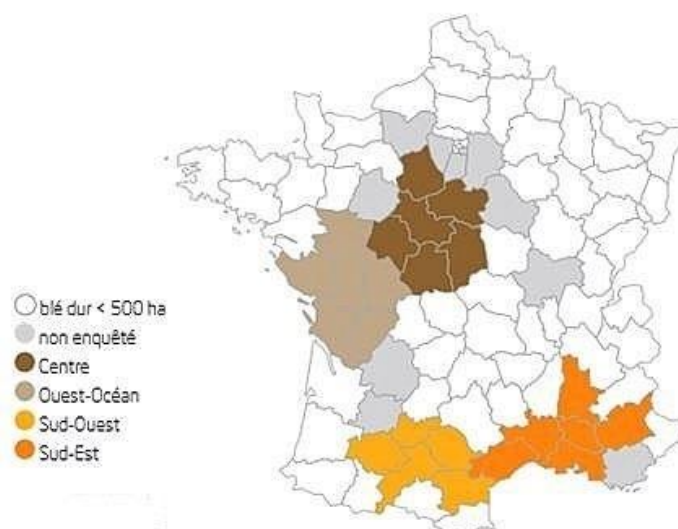 blé dur < 500 ha
non enquêté
Centre
Ouest-Océan
Sud-Ouest
Sud-Est